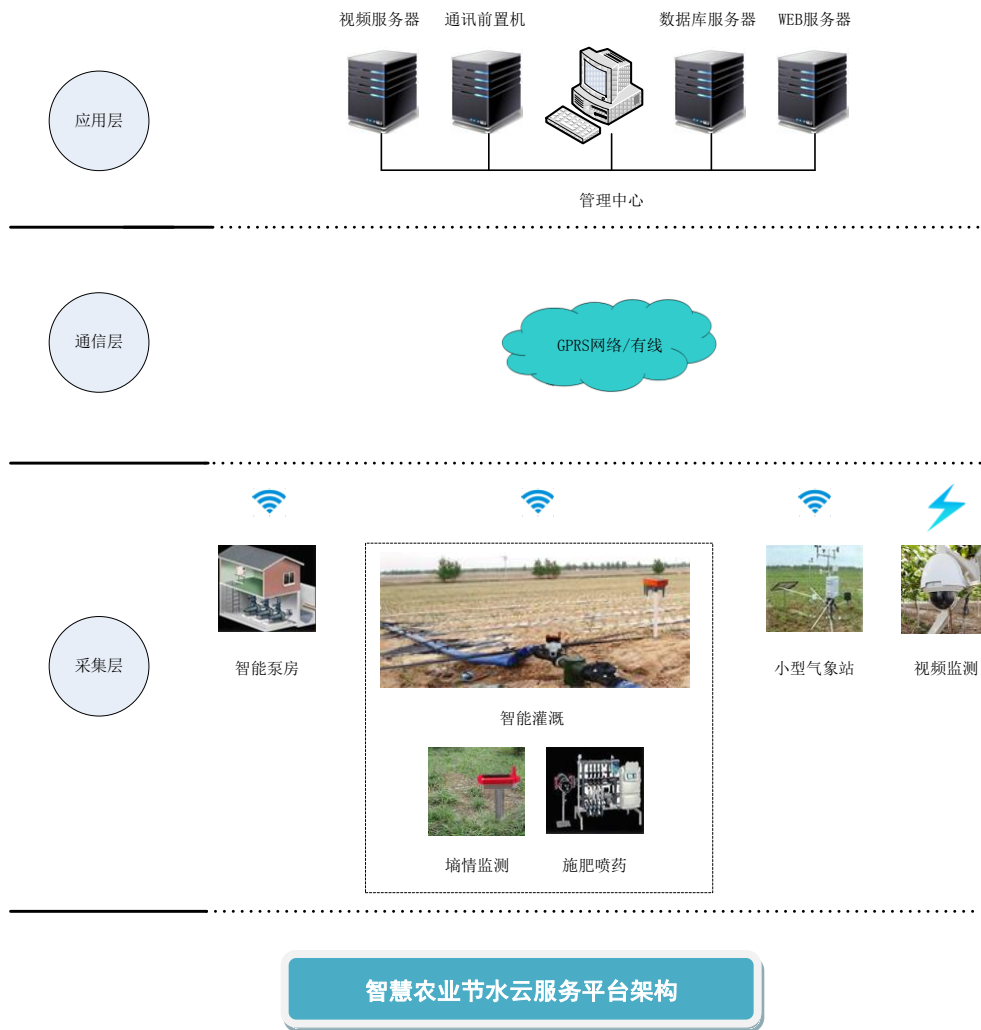 视频服务器
通讯前置机
数据库服务器
WEB服务器
应用层
管理中心
通信层
GPRS网络/有线
采集层
智能泵房
智能灌溉
小型气象站
视频监测
墒情监测
施肥喷药
智慧农业节水云服务平台架构